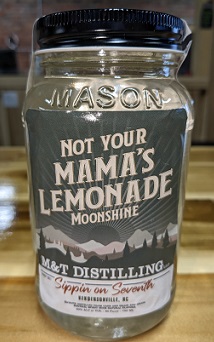 MASON
NOT YOUR
MAMA'S
LEMONADE
MOONSHINE
M&T DISTILLING
Sippin on Seventh
HENDERSONVILLE, NC